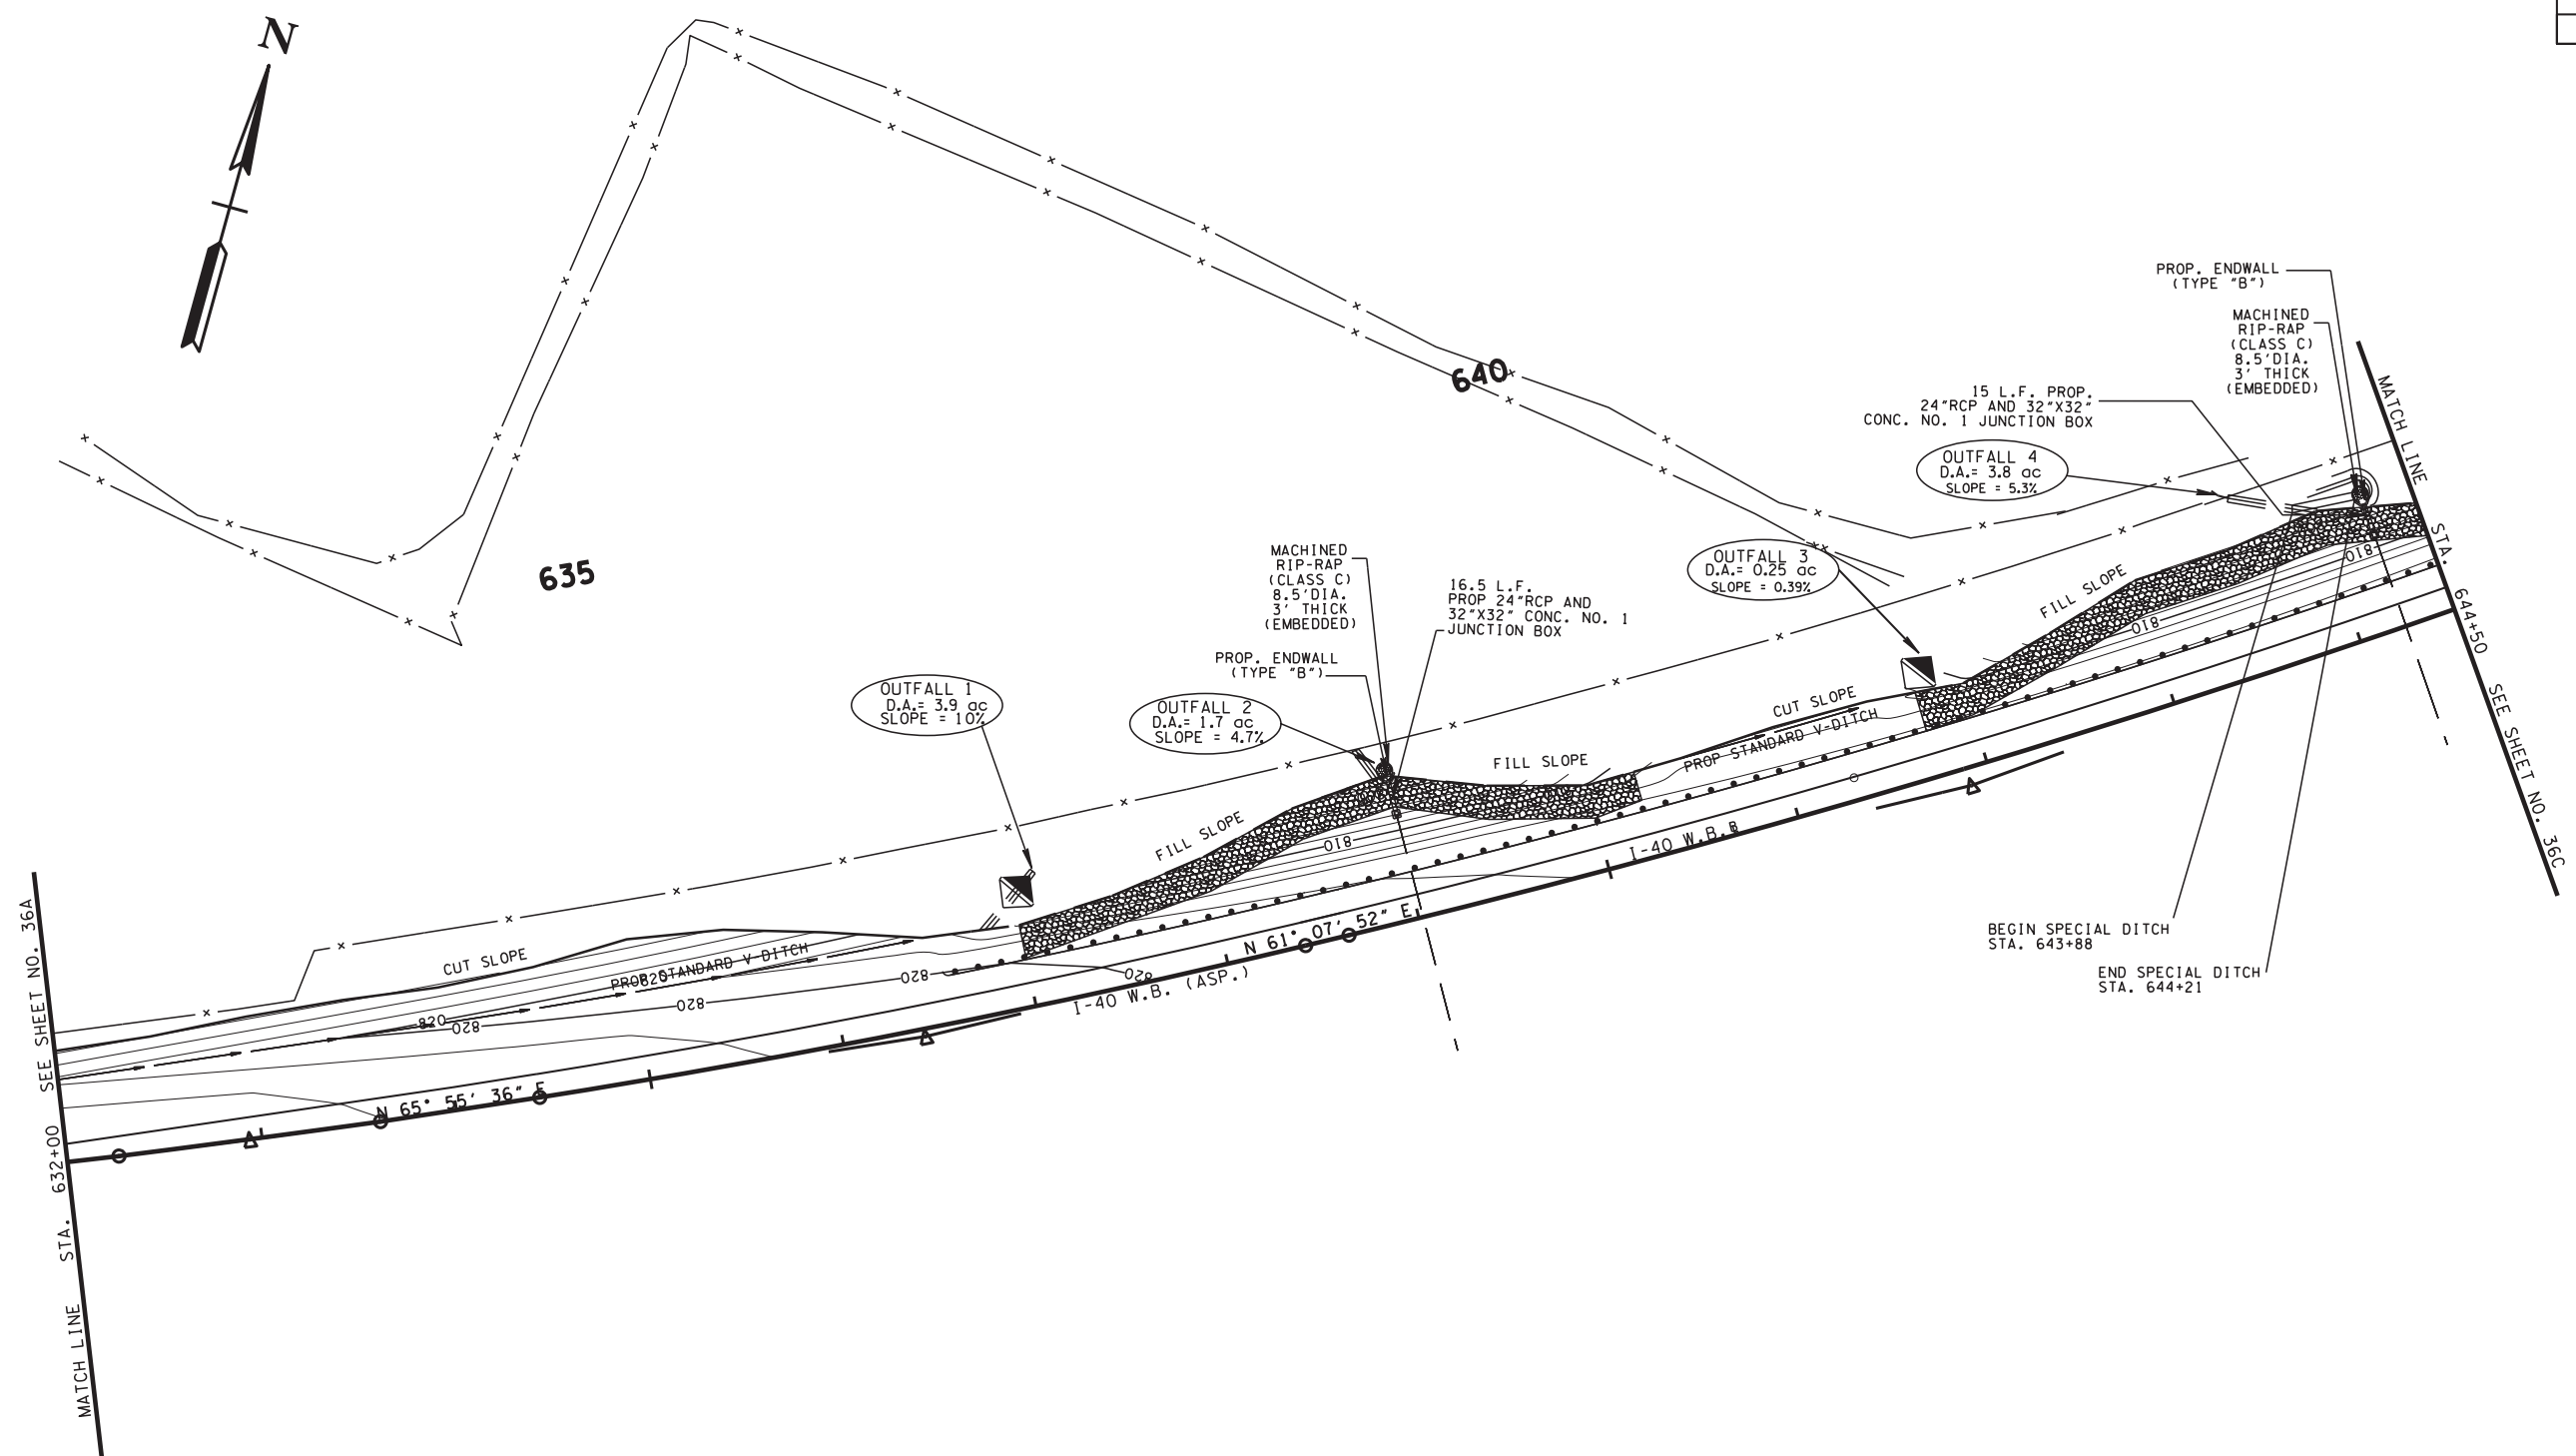 N
640
635
PROP. ENDWALL
(TYPE "B")
MACHINED
RIP-RAP
(CLASS C)
8.5'DIA.
3' THICK
(EMBEDDED)
15 L.F. PROP.
24"RCP AND 32"X32"
CONC. NO. 1 JUNCTION BOX
OUTFALL 4
D.A.= 3.8 ac
SLOPE = 5.3%
MATCH LINE STA. 644+50 SEE SHEET NO. 36C
OUTFALL 3
D.A.= 0.25 ac
SLOPE = 0.39%
MACHINED
RIP-RAP
(CLASS C)
8.5'DIA.
3' THICK
(EMBEDDED)
16.5 L.F.
PROP 24"RCP AND
32"X32" CONC. NO. 1
JUNCTION BOX
PROP. ENDWALL
(TYPE "B")
OUTFALL 1
D.A.= 3.9 ac
SLOPE = 10%
OUTFALL 2
D.A.= 1.7 ac
SLOPE = 4.7%
FILL SLOPE
810
810
CUT SLOPE
PROP STANDARD V-DITCH
FILL SLOPE
FILL SLOPE
810
I-40 W.B.
N 61° 07' 52" E
I-40 W.B. (ASP.)
CUT SLOPE
PROP STANDARD V-DITCH
820
820
820
820
820
820
N 65° 55' 36" E
BEGIN SPECIAL DITCH
STA. 643+88
END SPECIAL DITCH
STA. 644+21
MATCH LINE STA. 632+00 SEE SHEET NO. 36A